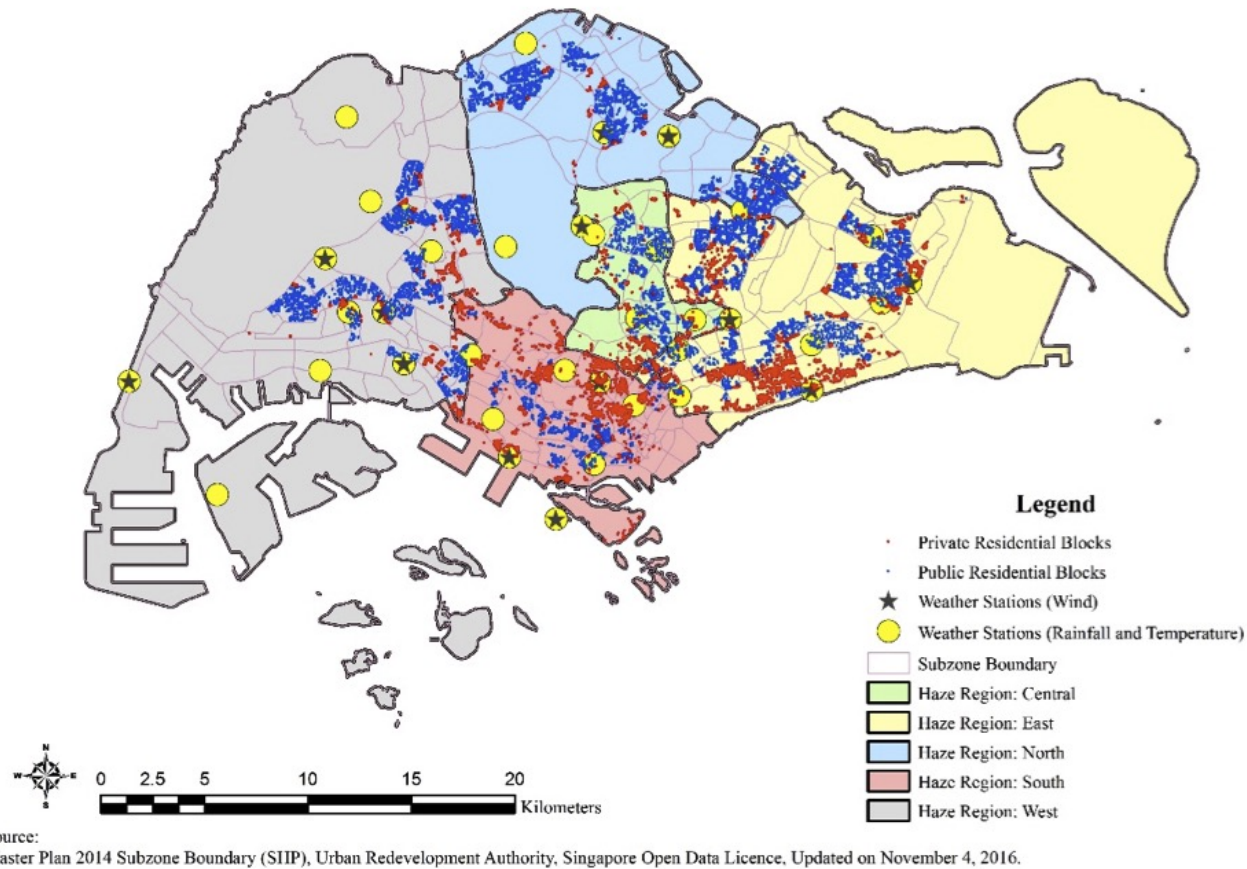 Legend
Private Residential Blocks
Public Residential Blocks
Weather Stations (Wind)
Weather Stations (Rainfall and Temperature)
Subzone Boundary
Haze Region: Central
Haze Region: East
Haze Region: North
Haze Region: South
Haze Region: West
N
W E
S
0 2.5 5 10 15 20
Kilometers
ource:
aster Plan 2014 Subzone Boundary (SHP), Urban Redevelopment Authority, Singapore Open Data Licence, Updated on November 4, 2016.